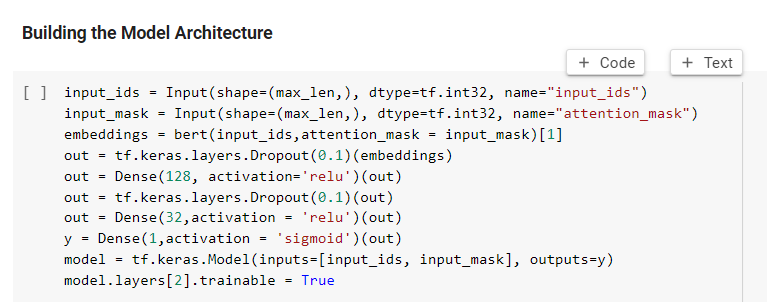 Building the Model Architecture
+ Code + Text
[ ] input_ids = Input(shape=(max_len,), dtype=tf.int32, name="input_ids")
input_mask = Input(shape=(max_len,), dtype=tf.int32, name="attention_mask")
embeddings = bert(input_ids,attention_mask = input_mask)[1]
out = tf.keras.layers.Dropout(0.1)(embeddings)
out = Dense(128, activation='relu')(out)
out = tf.keras.layers.Dropout(0.1)(out)
out = Dense(32,activation = 'relu')(out)
y = Dense(1,activation = 'sigmoid')(out)
model = tf.keras.Model(inputs=[input_ids, input_mask], outputs=y)
model.layers[2].trainable = True